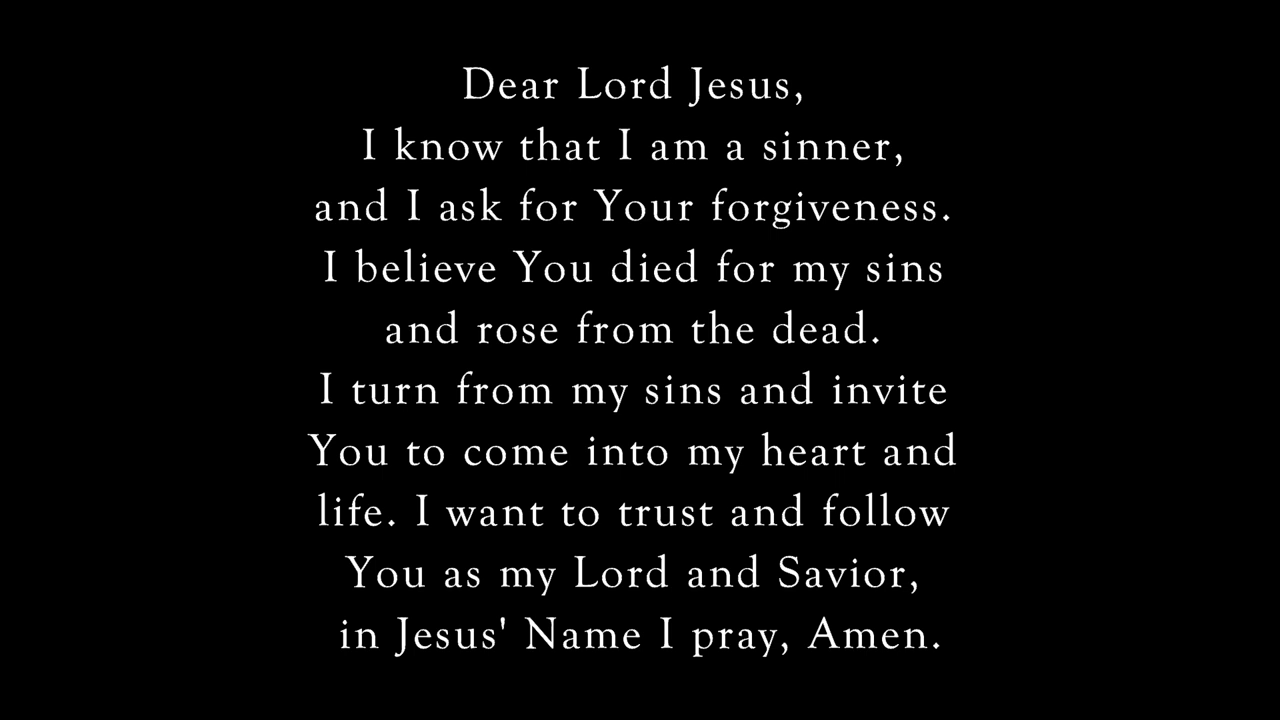 Dear Lord Jesus,
I know that I am a sinner,
and I ask for Your forgiveness.
I believe You died for my sins
and rose from the dead.
I turn from my sins and invite
You to come into my heart and
life. I want to trust and follow
You as my Lord and Savior,
in Jesus' Name I pray, Amen.